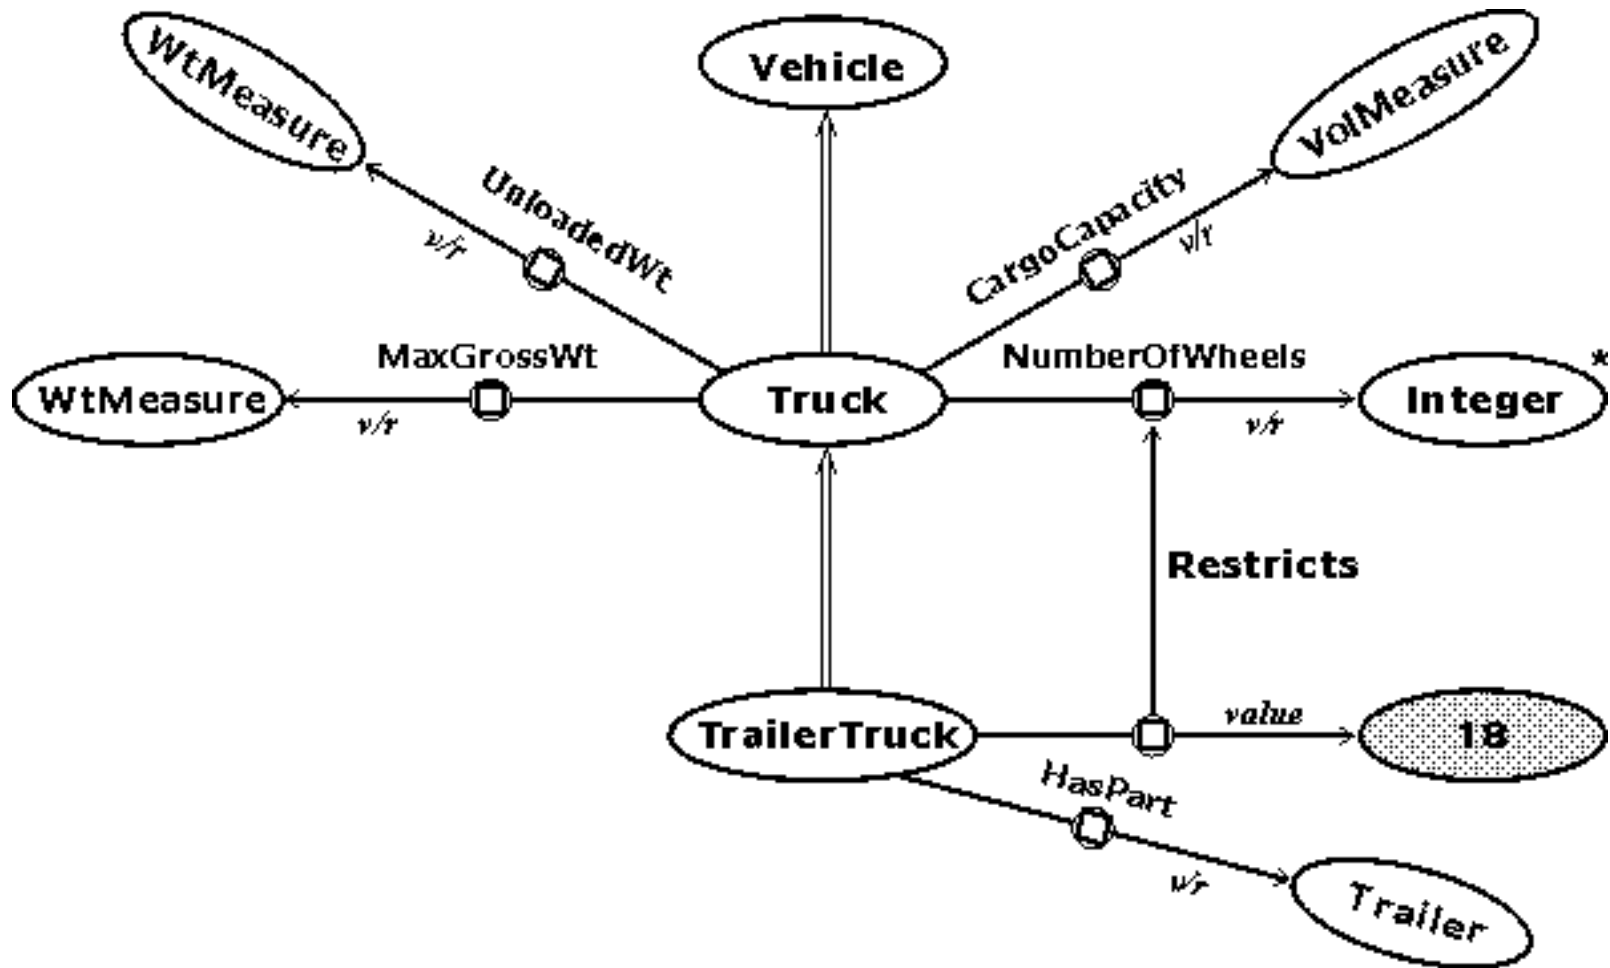 WtMeasure
Vehicle
VolMeasure
UnloadedWt
v/r
CargoCapacity
v/r
MaxGrossWt
NumberOfWheels
*
WtMeasure
v/r
Truck
v/r
Integer
Restricts
TrailerTruck
value
18
HasPart
v/r
Trailer